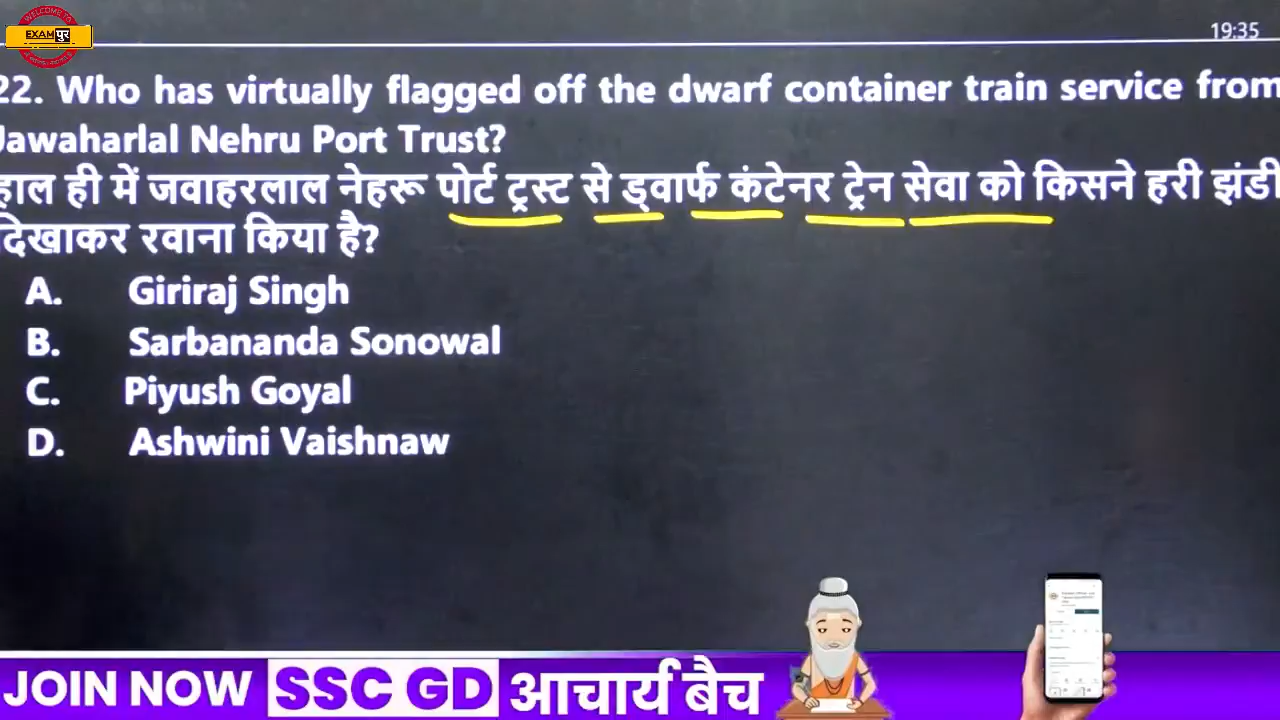 WELCOME TO
EXAMपुर
19:35
22. Who has virtually flagged off the dwarf container train service from
Jawaharlal Nehru Port Trust?
हाल ही में जवाहरलाल नेहरू पोर्ट ट्रस्ट से ड्वार्फ कंटेनर ट्रेन सेवा को किसने हरी झंडी
दिखाकर रवाना किया है?
A. Giriraj Singh
B. Sarbananda Sonowal
C. Piyush Goyal
D. Ashwini Vaishnaw
JOIN NOW SSC GD आचार्य बैच